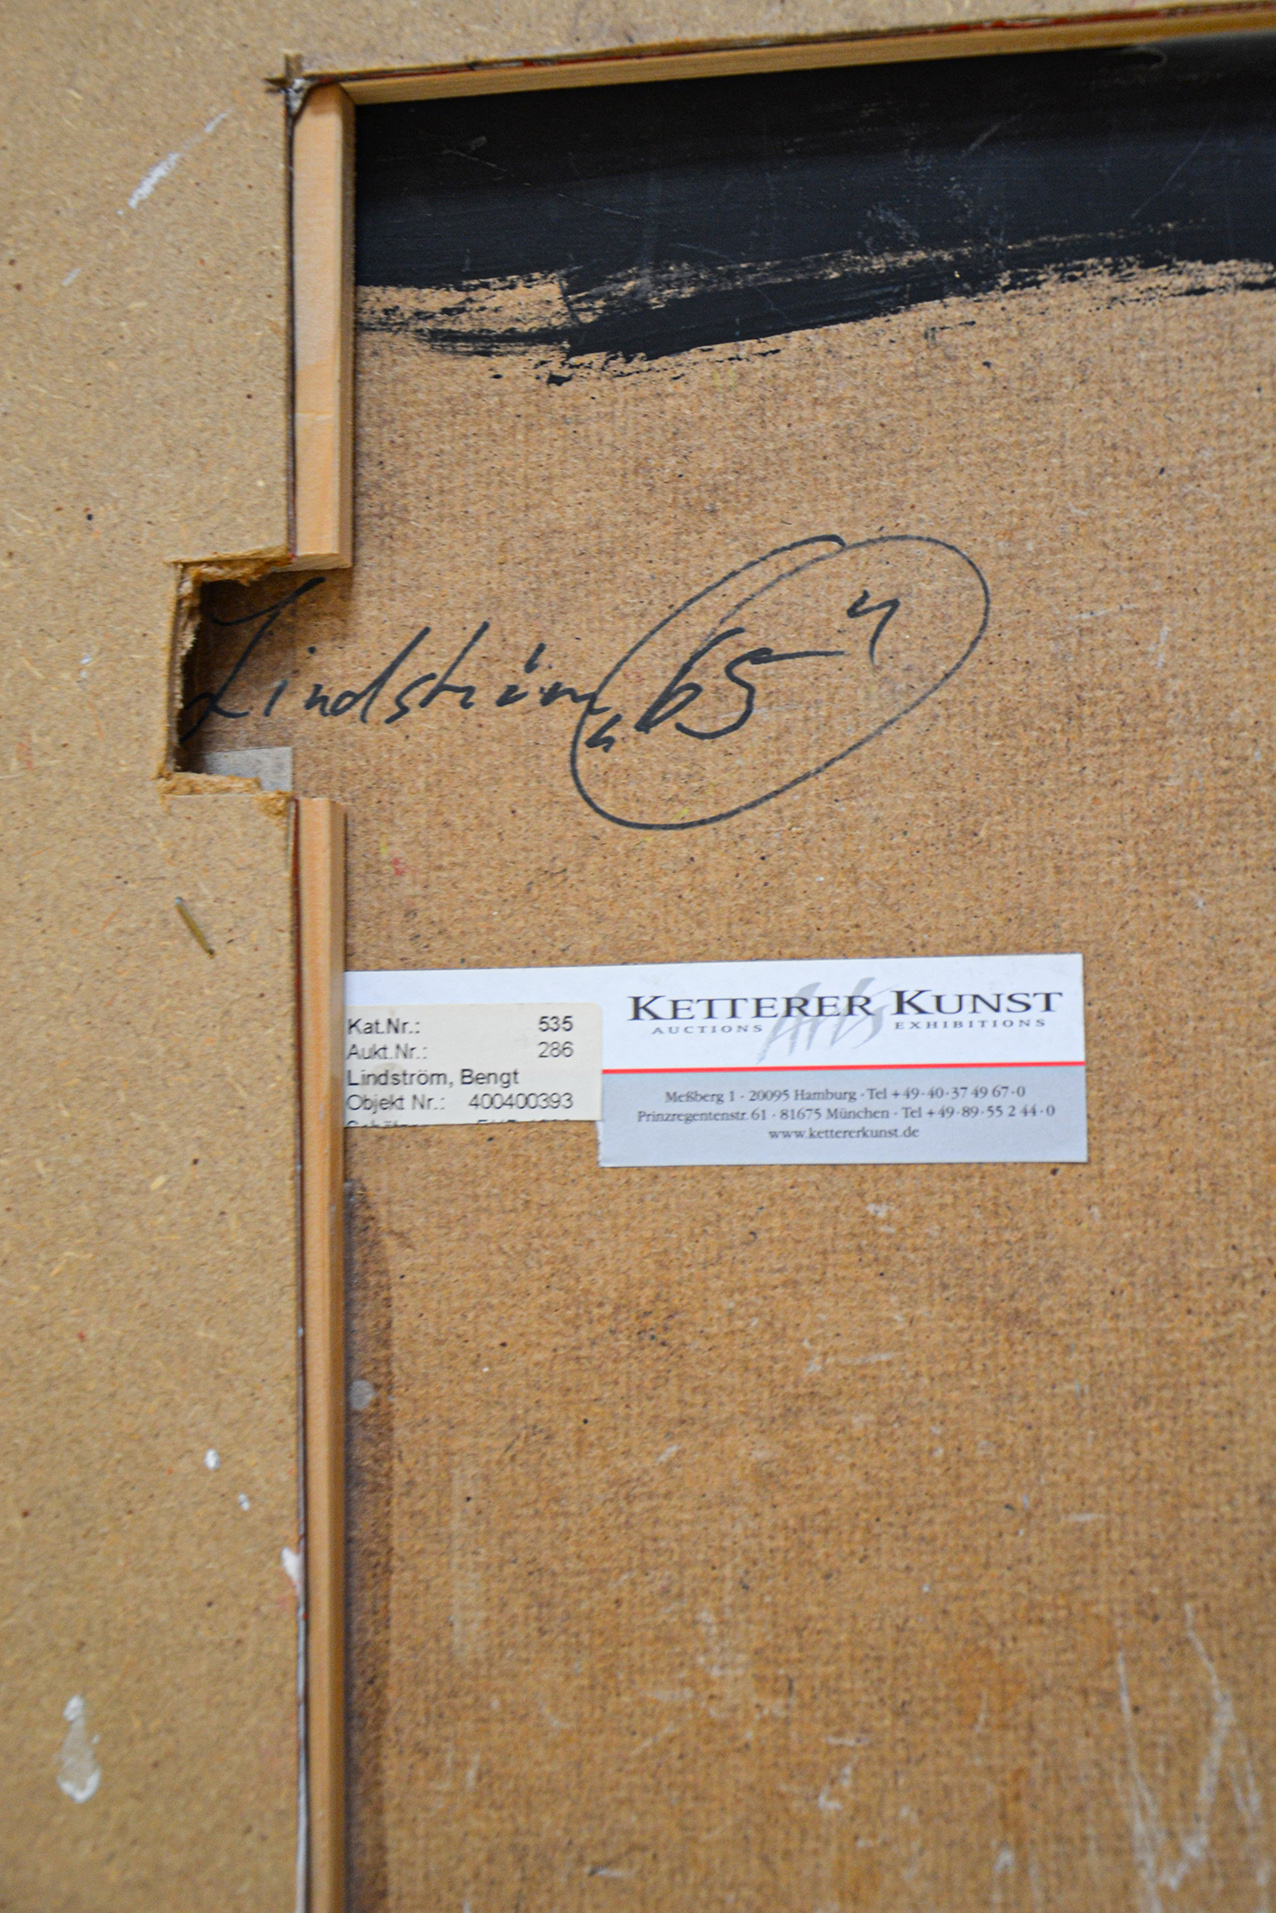 Lindström „65"
Kat.Nr.: 535
Aukt.Nr.: 286
Lindström, Bengt
Objekt Nr.: 400400393
KETTERER KUNST
Arts
AUCTIONS EXHIBITIONS
Meßberg 1 · 20095 Hamburg · Tel +49·40·37 49 67·0
Prinzregentenstr. 61 · 81675 München · Tel +49·89·55 2 44·0
www.kettererkunst.de